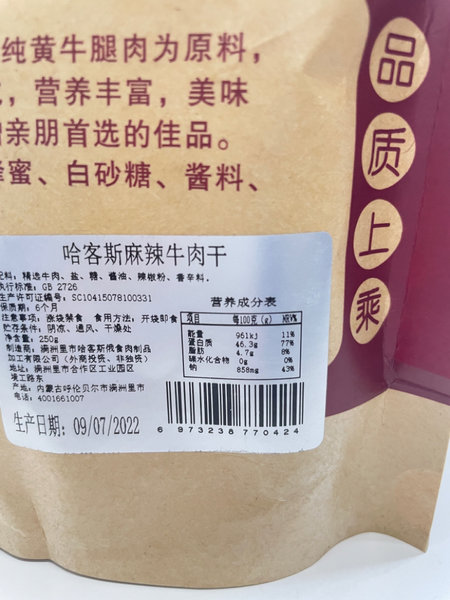 纯黄牛腿肉为原料，
，营养丰富，美味
亲朋首选的佳品。
蜂蜜、白砂糖、酱料、
品
质
上
乘
哈客斯麻辣牛肉干
配料：精选牛肉、盐、糖、酱油、辣椒粉、香辛料。
执行标准：GB 2726
生产许可证编号：SC10415078100331
保质期：6个月
注意事项：涨袋禁食 食用方法：开袋即食
贮存条件：阴凉、通风、干燥处
净含量：250g
制造商：满洲里市哈客斯俄食肉制品
加工有限公司（外商投资、非独资）
地址：满洲里市合作区工业园区
境工路东
产地：内蒙古呼伦贝尔市满洲里市
电话：4001661007
生产日期：09/07/2022
营养成分表
项目 每100克(g) NRV%
能量 961kj 11%
蛋白质 46.3g 77%
脂肪 4.7g 8%
碳水化合物 0g 0%
钠 858mg 43%
6 973238 770424